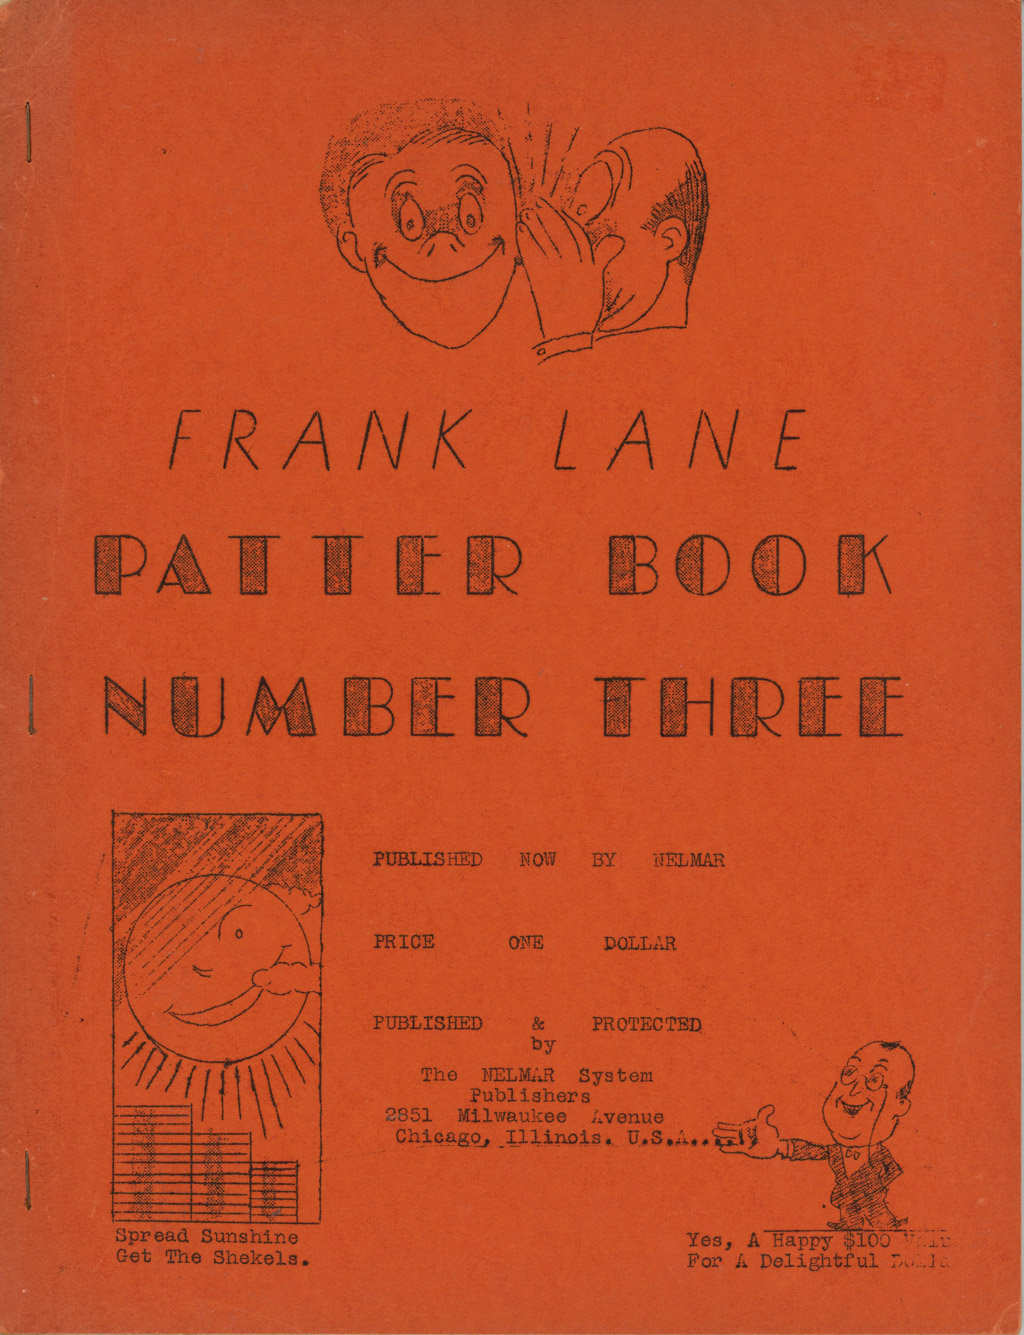 FRANK LANE
PATTER BOOK
NUMBER THREE
PUBLISHED NOW BY NELMAR
PRICE ONE DOLLAR
PUBLISHED & PROTECTED
by
The NELMAR System
Publishers
2851 Milwaukee Avenue
Chicago, Illinois. U.S.A.
Spread Sunshine
Get The Shekels.
Yes, A Happy $100
For A Delightful